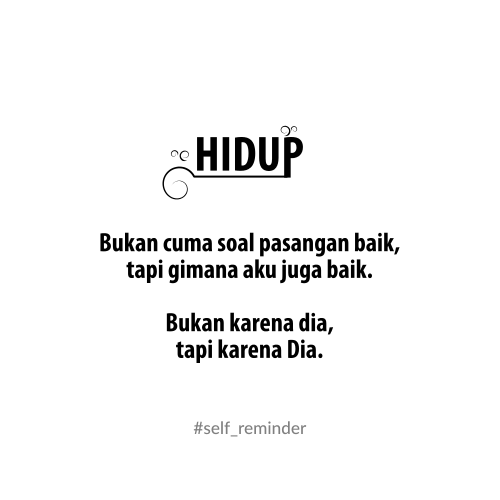 HIDUP
Bukan cuma soal pasangan baik,
tapi gimana aku juga baik.
Bukan karena dia,
tapi karena Dia.
#self_reminder